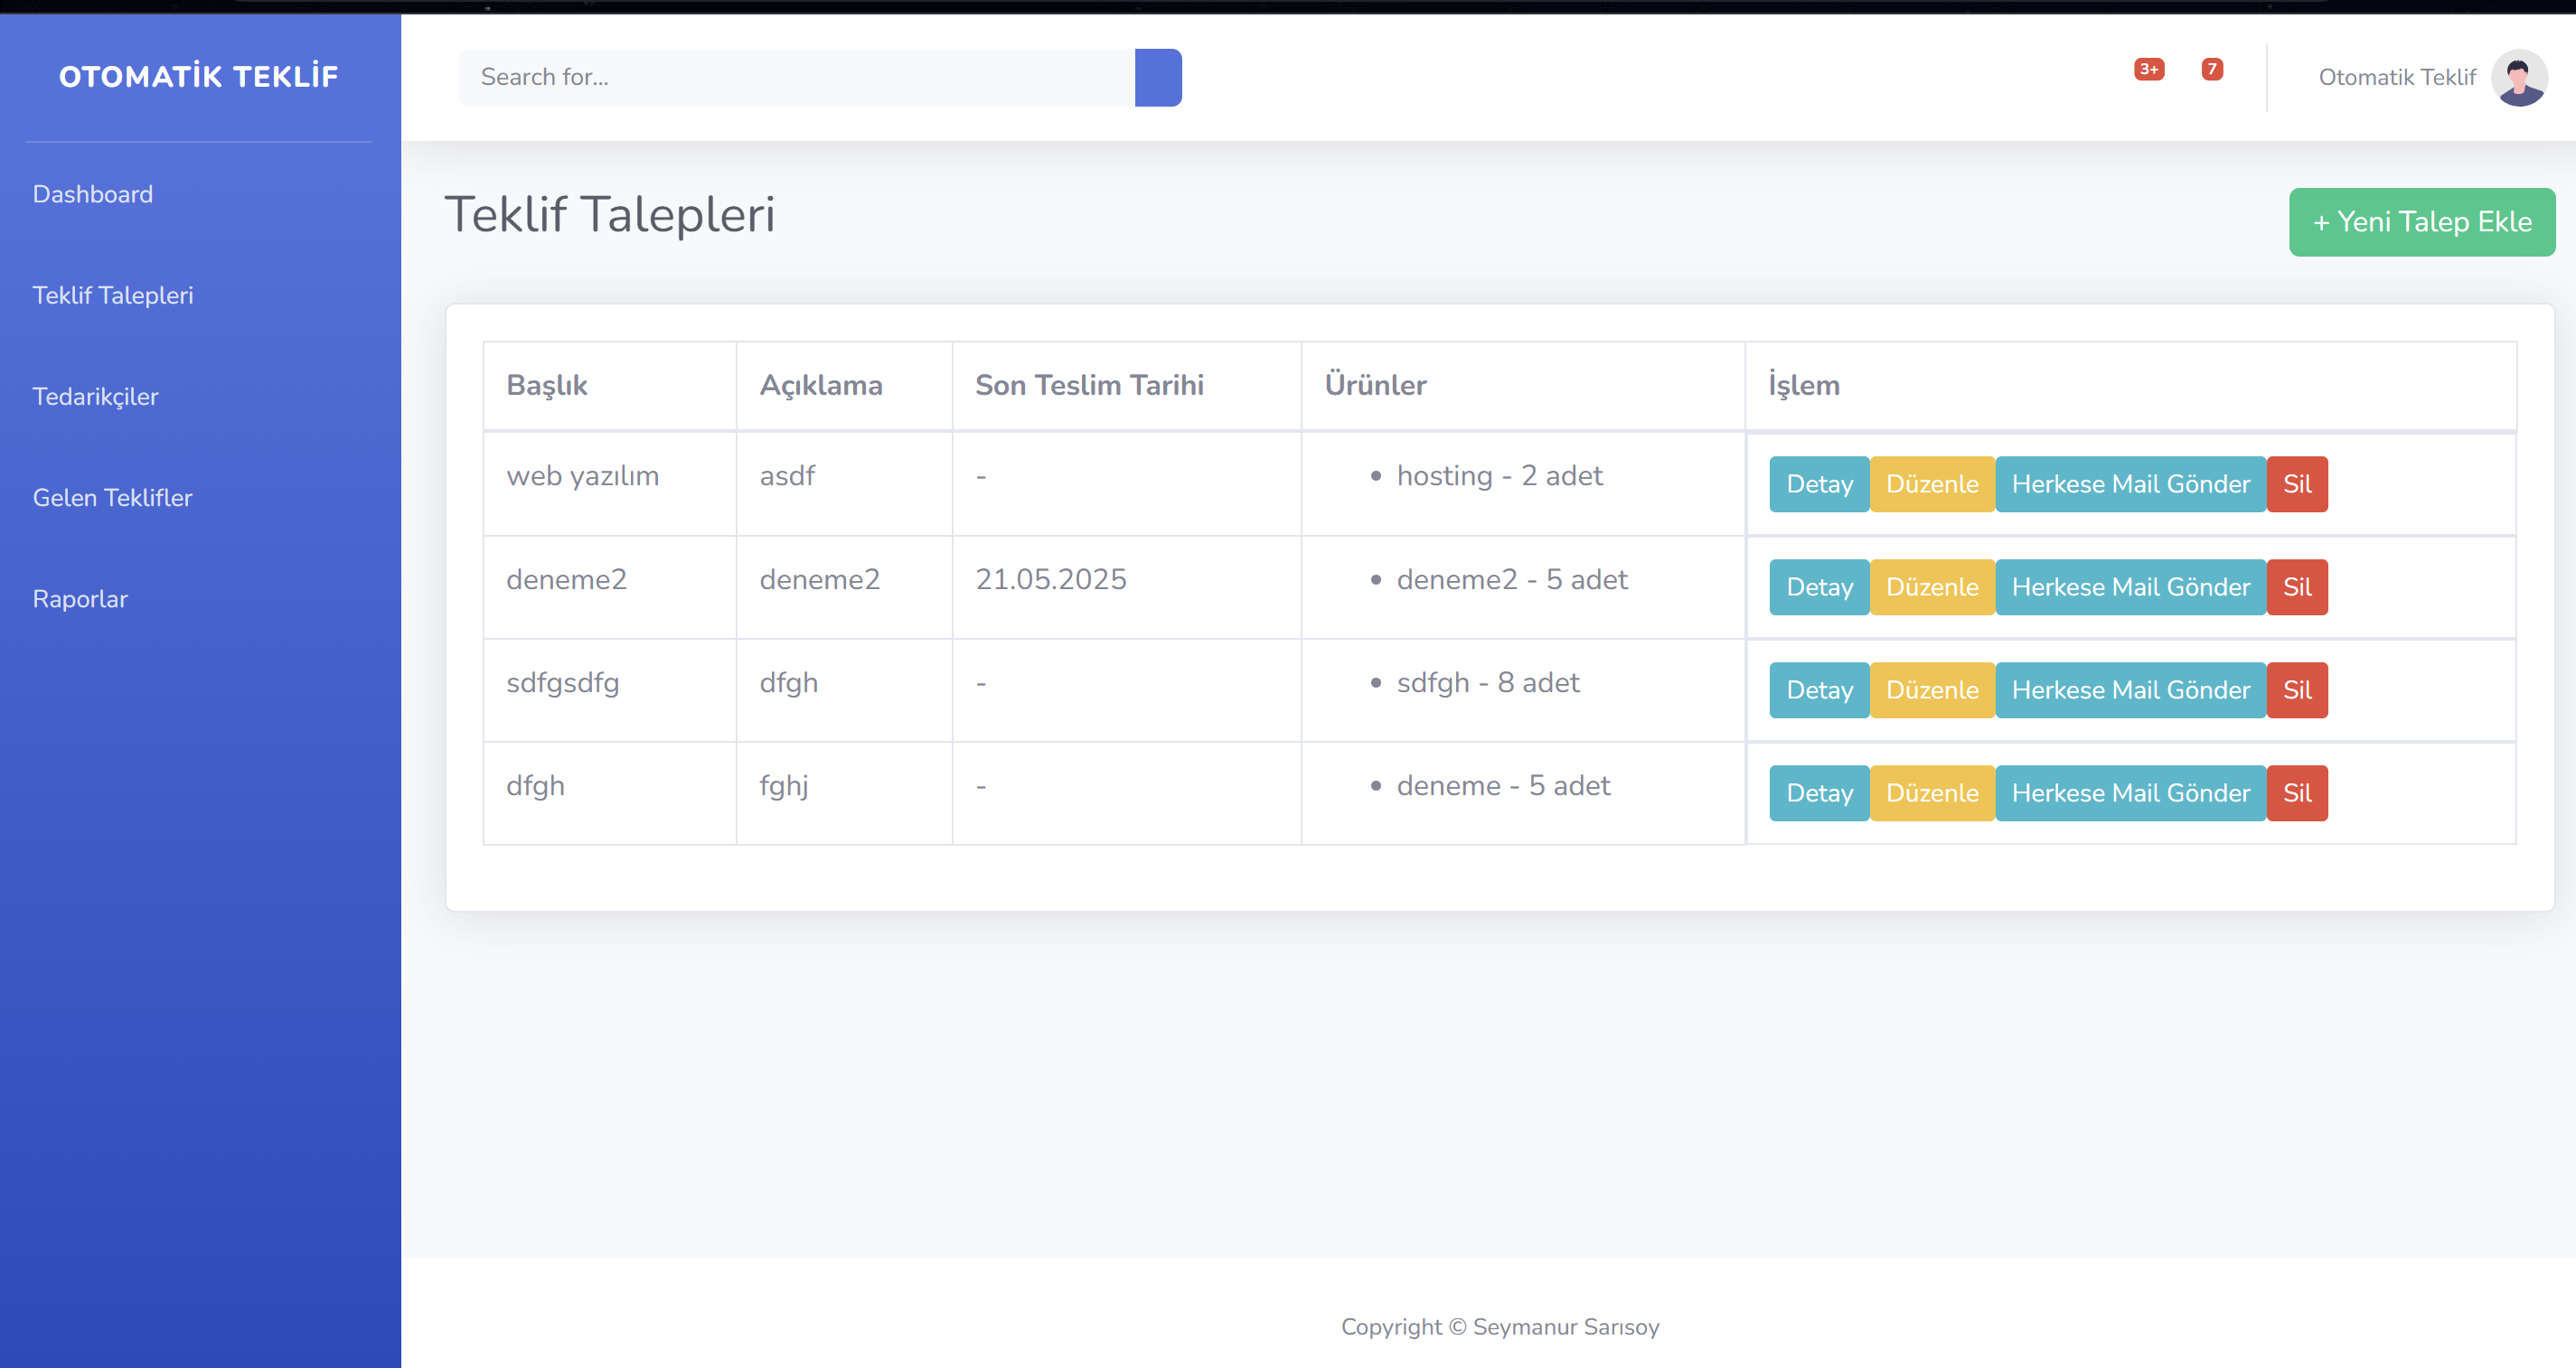 OTOMATİK TEKLİF
Search for...
3+
7
Otomatik Teklif
Dashboard
Teklif Talepleri
Tedarikçiler
Gelen Teklifler
Raporlar
Teklif Talepleri
+ Yeni Talep Ekle
Başlık Açıklama Son Teslim Tarihi Ürünler İşlem
web yazılım asdf - • hosting - 2 adet Detay Düzenle Herkese Mail Gönder Sil
deneme2 deneme2 21.05.2025 • deneme2 - 5 adet Detay Düzenle Herkese Mail Gönder Sil
sdfgsdfg dfgh - • sdfgh - 8 adet Detay Düzenle Herkese Mail Gönder Sil
dfgh fghj - • deneme - 5 adet Detay Düzenle Herkese Mail Gönder Sil
Copyright © Seymanur Sarısoy